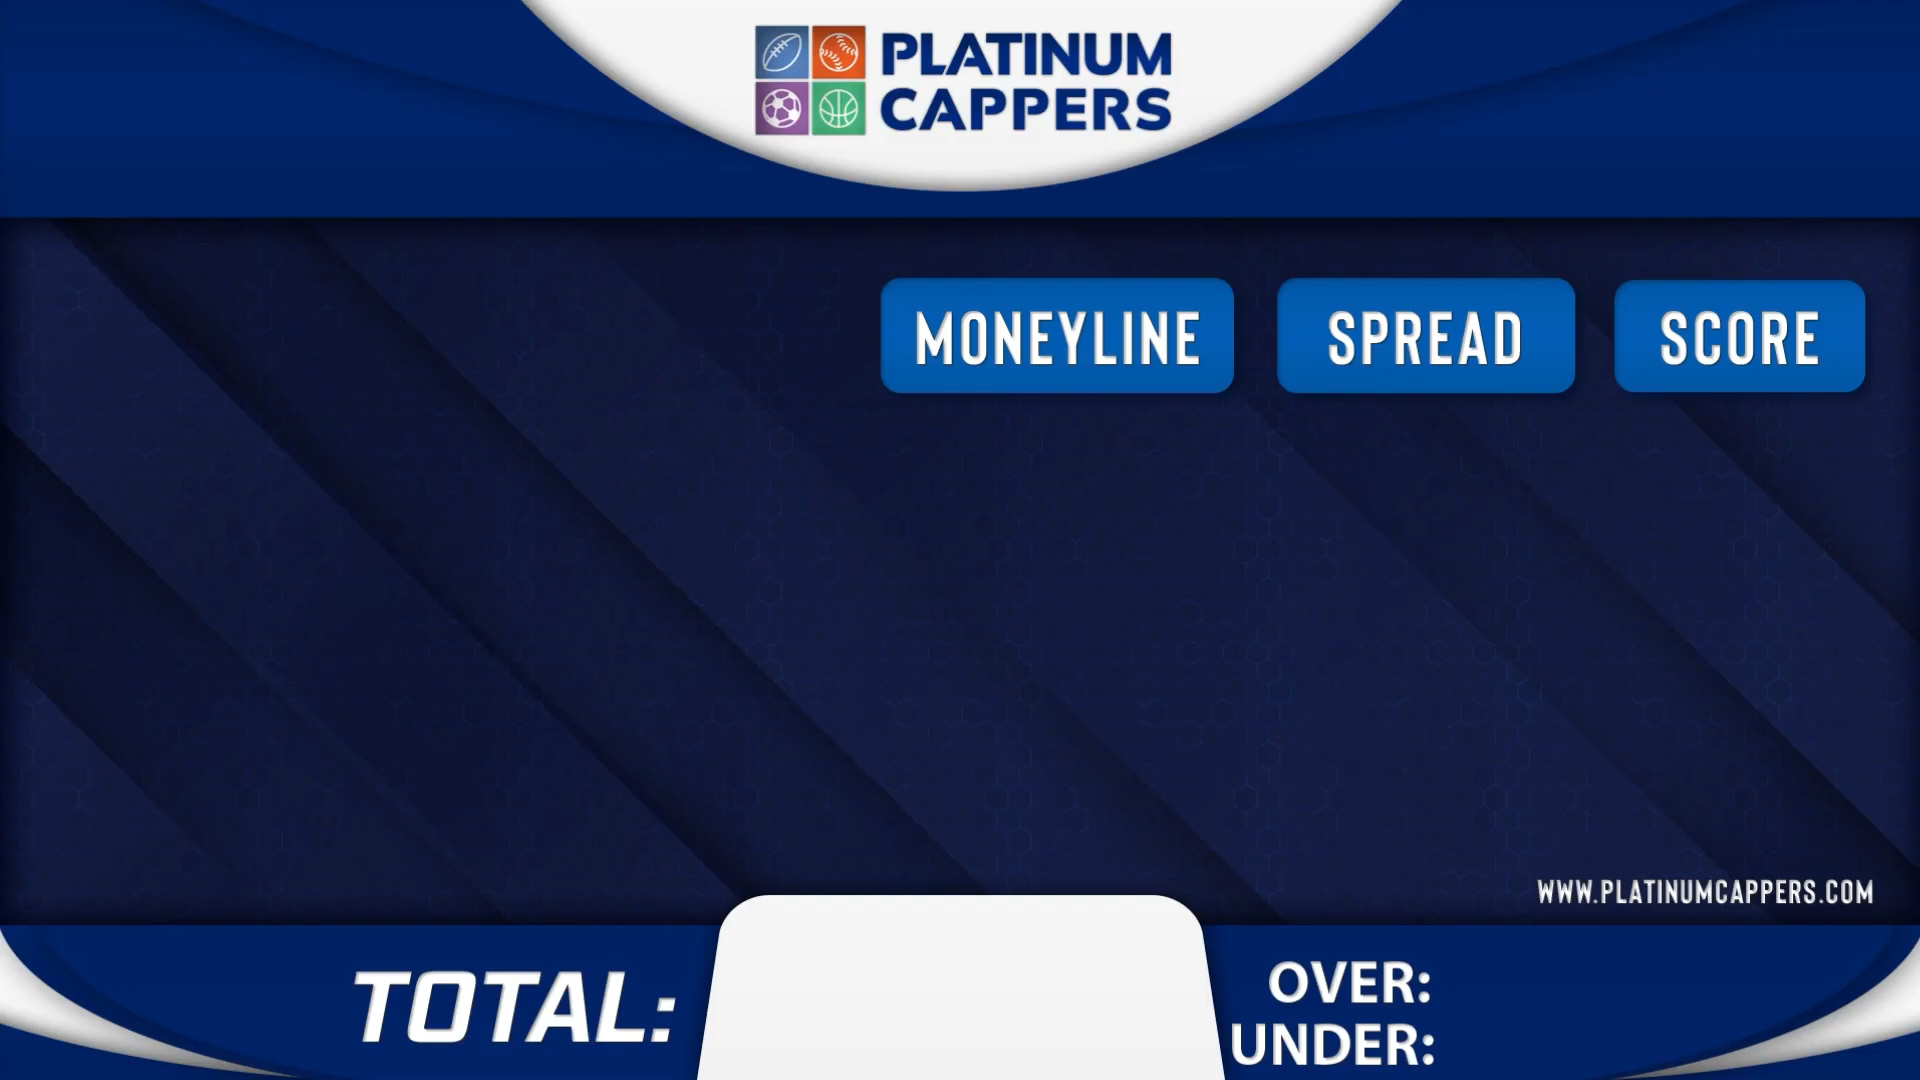 PLATINUM
CAPPERS
MONEYLINE SPREAD SCORE
WWW.PLATINUMCAPPERS.COM
TOTAL:
OVER:
UNDER: